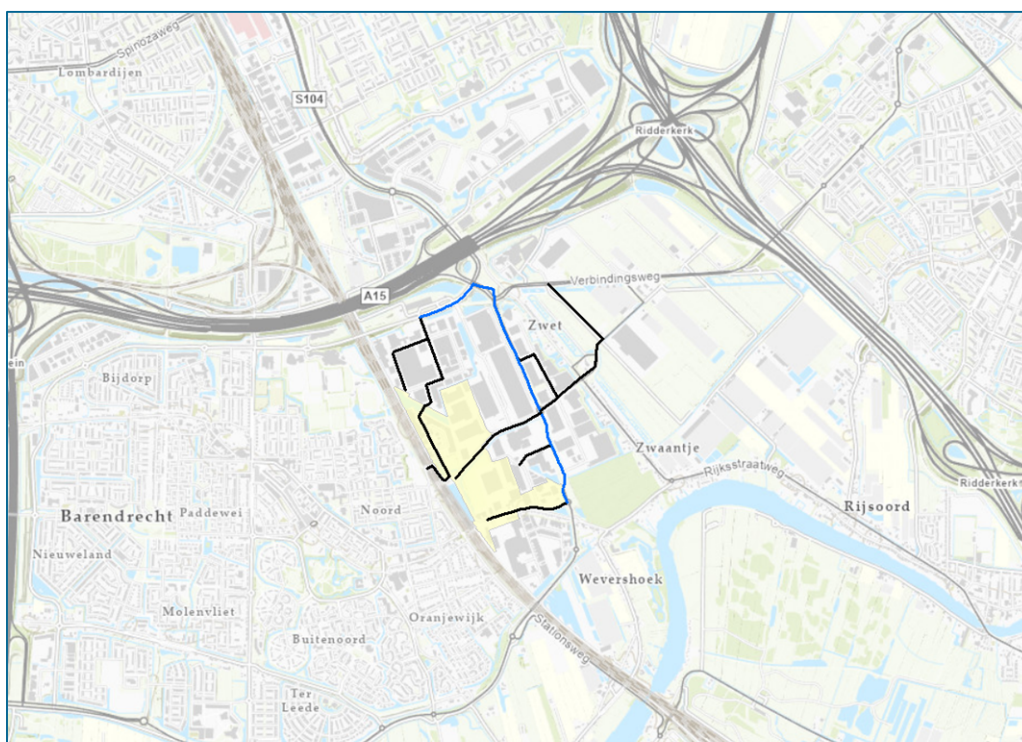 Spinozaweg
Lombardijen
S104
Ridderkerk
Verbindingsweg
A15
Zwet
ein
Bijdorp
Zwaantje
Rijksstraatweg
Ridderkerk
Rijsoord
Barendrecht
Paddewei
Noord
Nieuweland
Wevershoek
Molenvliet
Oranjewijk
Buitenoord
Stationsweg
Ter
Leede